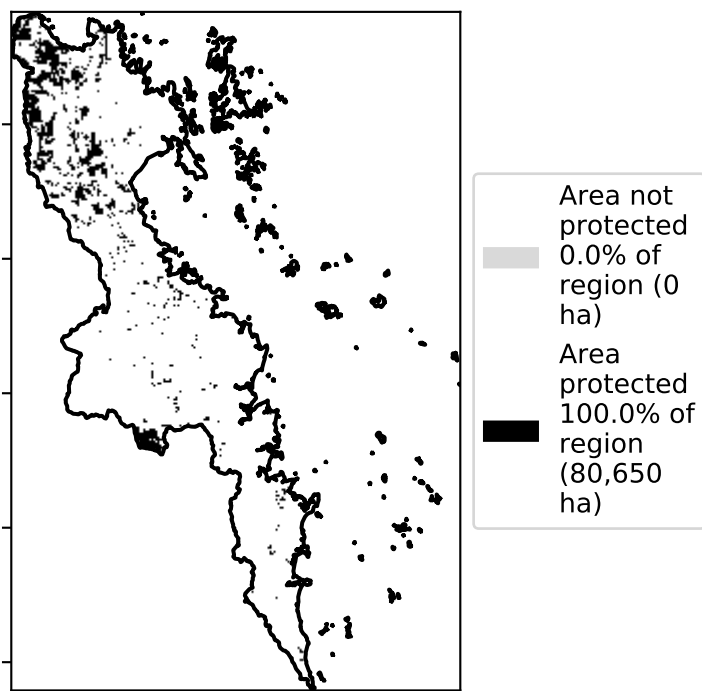 Area not
protected
0.0% of
region (0
ha)
Area
protected
100.0% of
region
(80,650
ha)